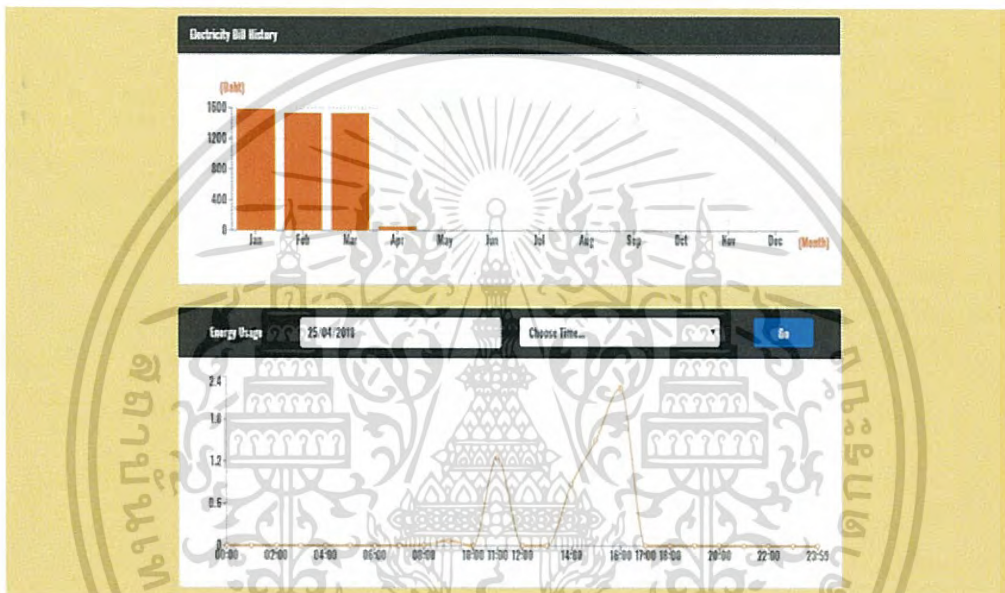 Electricity Bill History
(Baht)
1600
1200
800
400
0
Jan Feb Mar Apr May Jun Jul Aug Sep Oct Nov Dec (Month)
Energy Usage 25/04/2018 Choose Time... Go
2.4
1.8
1.2
0.6
0
00:00 02:00 04:00 06:00 08:00 10:00 11:00 12:00 14:00 16:00 17:00 18:00 20:00 22:00 23:59